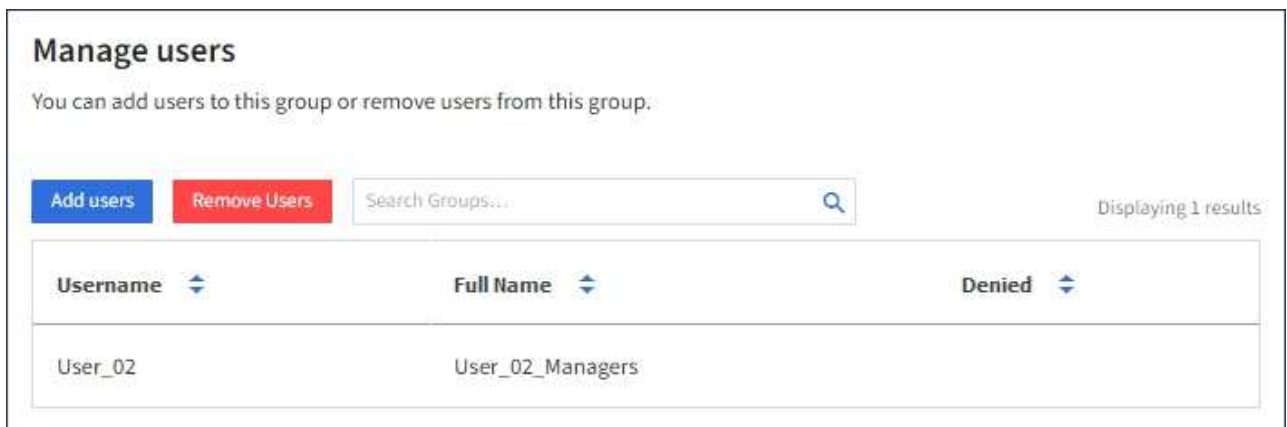 Manage users
You can add users to this group or remove users from this group.
Add users Remove Users Search Groups... Displaying 1 results
Username Full Name Denied
User_02 User_02_Managers